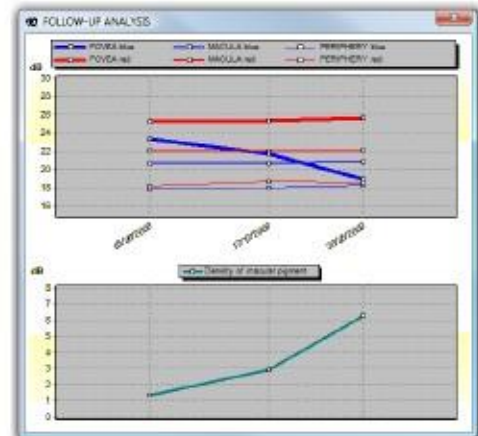 FOLLOW-UP ANALYSIS
FOVEA blue MACULA blue PERIPHERY blue
FOVEA red MACULA red PERIPHERY red
dB
30
28
26
24
22
20
18
16
dB
Density of macular pigment
8
7
6
5
4
3
2
1
0